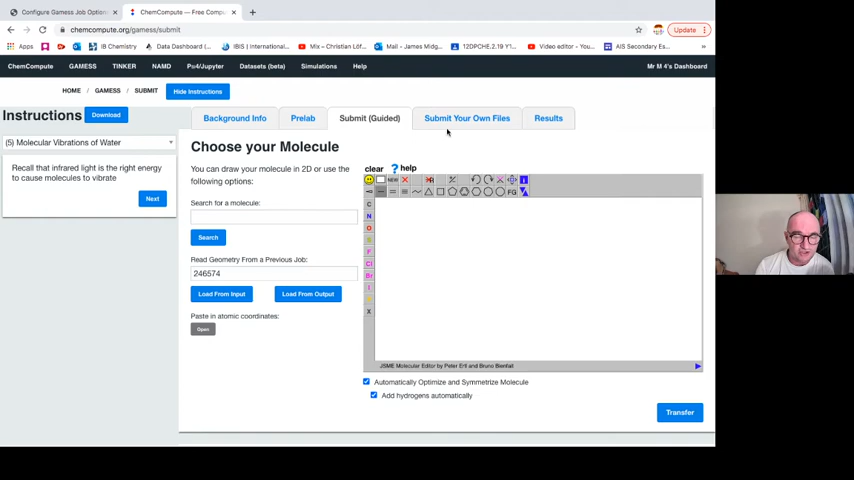 Configure Gamess Job Option
ChemCompute – Free Compu
chemcompute.org/gamess/submit
Update
Apps
IB Chemistry
Data Dashboard (...
IBIS | International...
Mix – Christian Löf...
Mail - James Midg...
12DPCHE,2.19 Y1...
Video editor - You...
AIS Secondary Es...
ChemCompute
GAMESS
TINKER
NAMD
Psi4/Jupyter
Datasets (beta)
Simulations
Help
Mr M 4's Dashboard
HOME / GAMESS / SUBMIT
Hide Instructions
Instructions
Download
(5) Molecular Vibrations of Water
Recall that infrared light is the right energy
to cause molecules to vibrate
Next
Background Info
Prelab
Submit (Guided)
Submit Your Own Files
Results
Choose your Molecule
You can draw your molecule in 2D or use the
following options:
Search for a molecule:
Search
Read Geometry From a Previous Job:
246574
Load From Input
Load From Output
Paste in atomic coordinates:
Open
clear ? help
NEW
FG
C
N
O
S
F
Cl
Br
I
X
JSME Molecular Editor by Peter Ertl and Bruno Bienfait
Automatically Optimize and Symmetrize Molecule
Add hydrogens automatically
Transfer